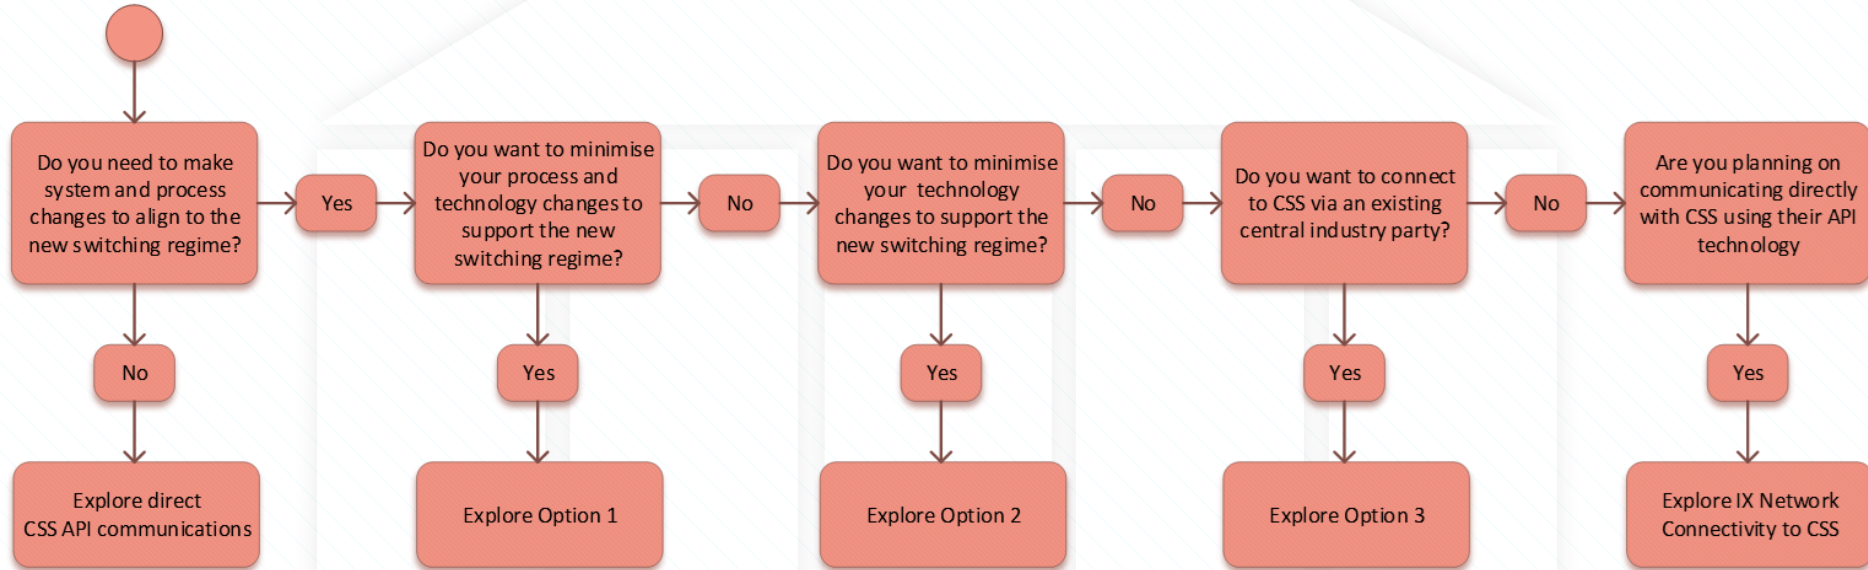 Do you need to make
system and process
changes to align to the
new switching regime?
Yes
Do you want to minimise
your process and
technology changes to
support the new
switching regime?
No
Do you want to minimise
your technology
changes to support the
new switching regime?
No
Do you want to connect
to CSS via an existing
central industry party?
No
Are you planning on
communicating directly
with CSS using their API
technology
No
Yes
Yes
Yes
Yes
Explore direct
CSS API communications
Explore Option 1
Explore Option 2
Explore Option 3
Explore IX Network
Connectivity to CSS